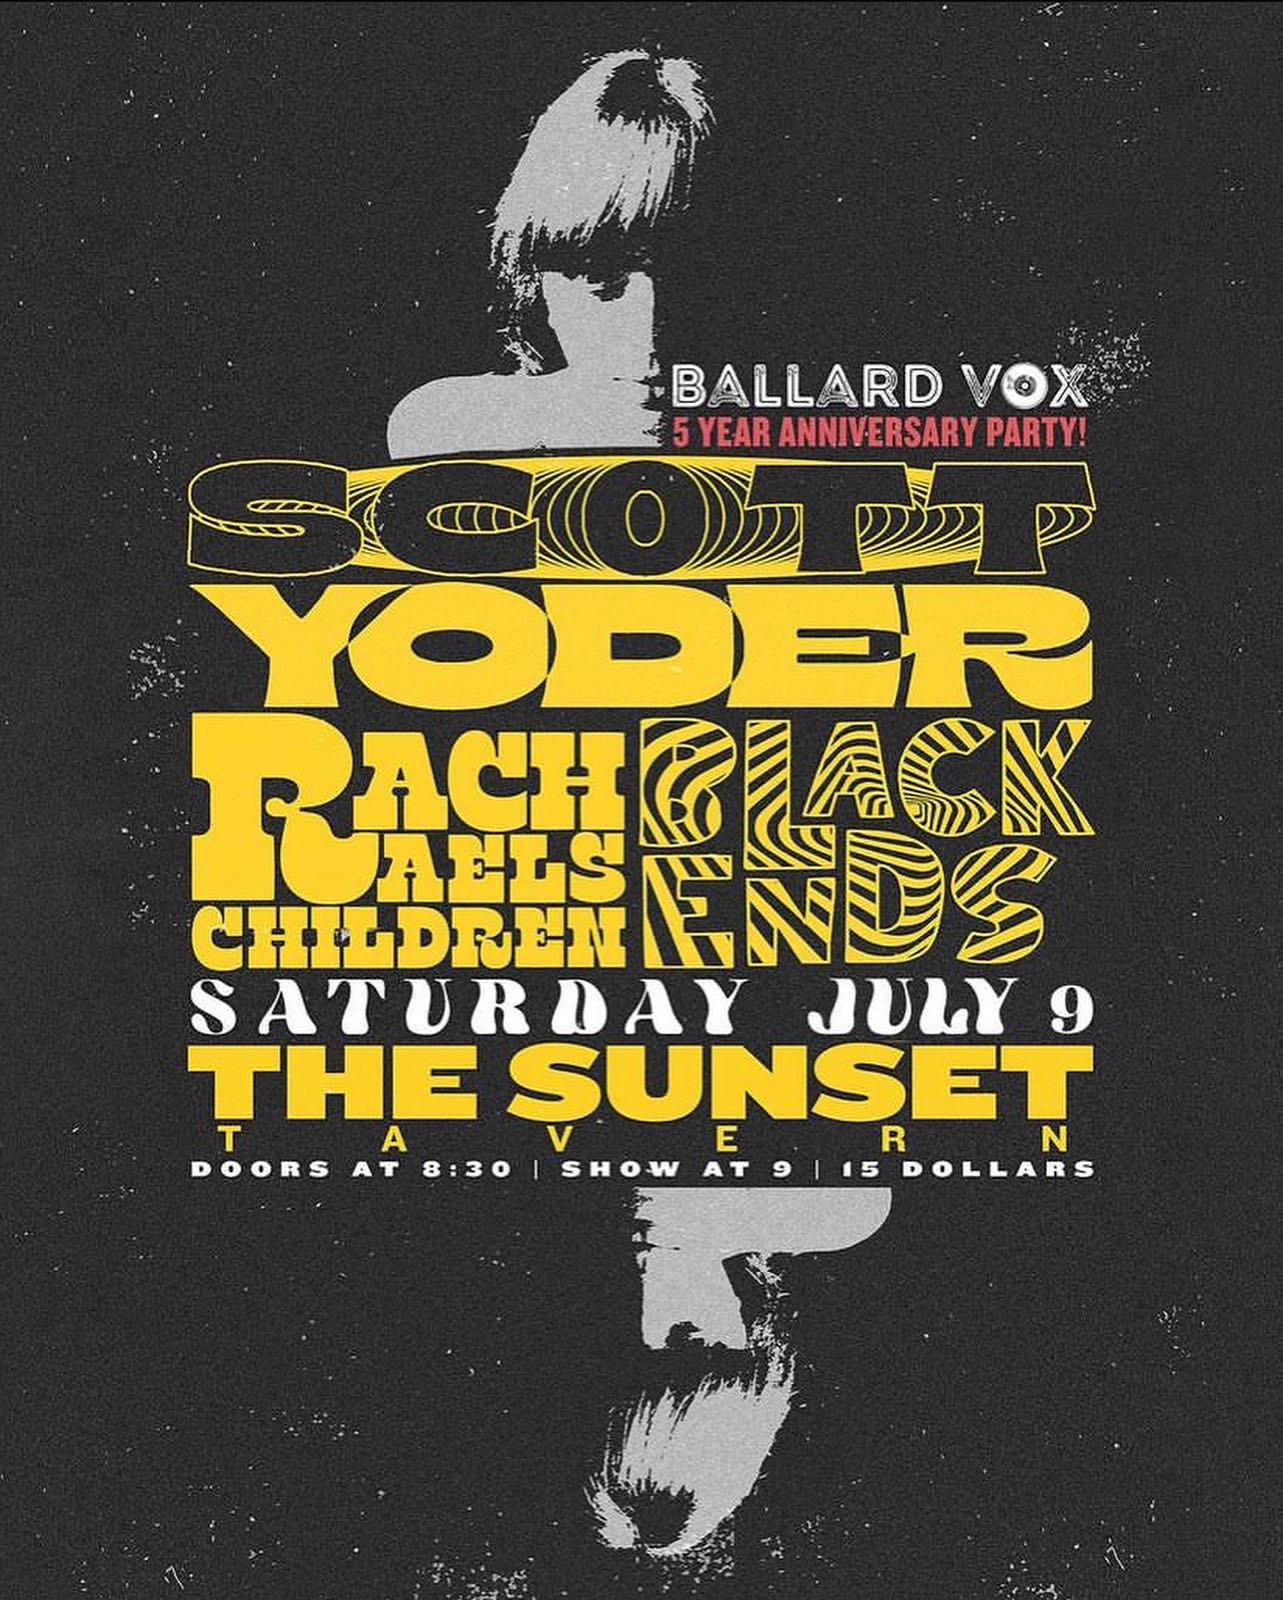 BALLARD VOX
5 YEAR ANNIVERSARY PARTY!
SCOTT
YODER
RACH
RAELS
CHILDREN
BLACK
ENDS
SATURDAY JULY 9
THE SUNSET
TAVERN
DOORS AT 8:30 | SHOW AT 9 | 15 DOLLARS